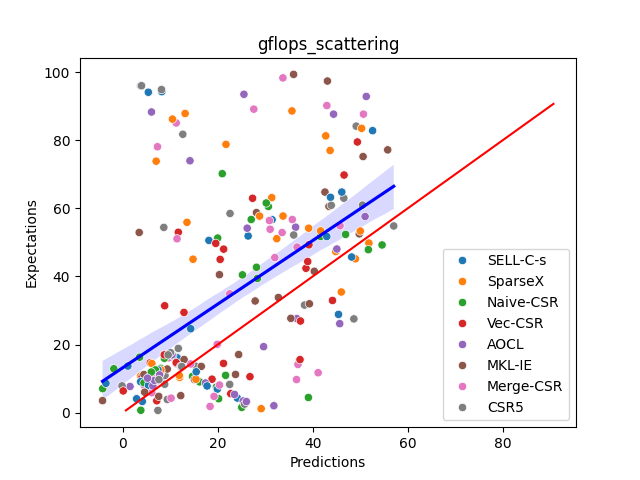 gflops_scattering
Expectations
100
80
60
40
20
0
SELL-C-s
SparseX
Naive-CSR
Vec-CSR
AOCL
MKL-IE
Merge-CSR
CSR5
0 20 40 60 80
Predictions